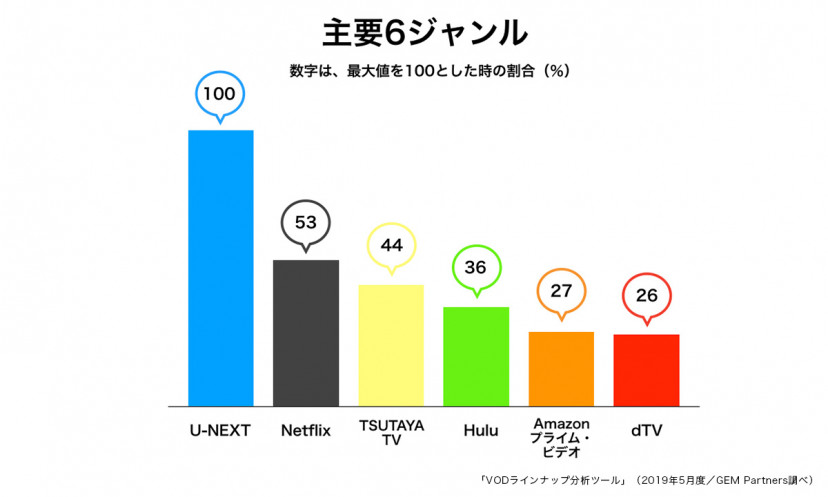 主要6ジャンル
数字は、最大値を100とした時の割合（%）
100
53
44
36
27
26
U-NEXT
Netflix
TSUTAYA
TV
Hulu
Amazon
プライム・
ビデオ
dTV
「VODラインナップ分析ツール」（2019年5月度／GEM Partners調べ）